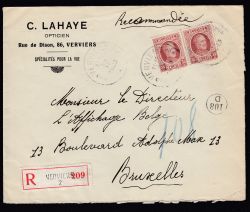 C. LAHAYE
OPTICIEN
Rue de Dison, 86, VERVIERS
SPÉCIALITÉS POUR LA VUE
Recommandée
Monsieur le Directeur
L'Affichage Belge
13 Boulevard Adolphe Max 13
Bruxelles
R VERVIERS 209
2
D
108